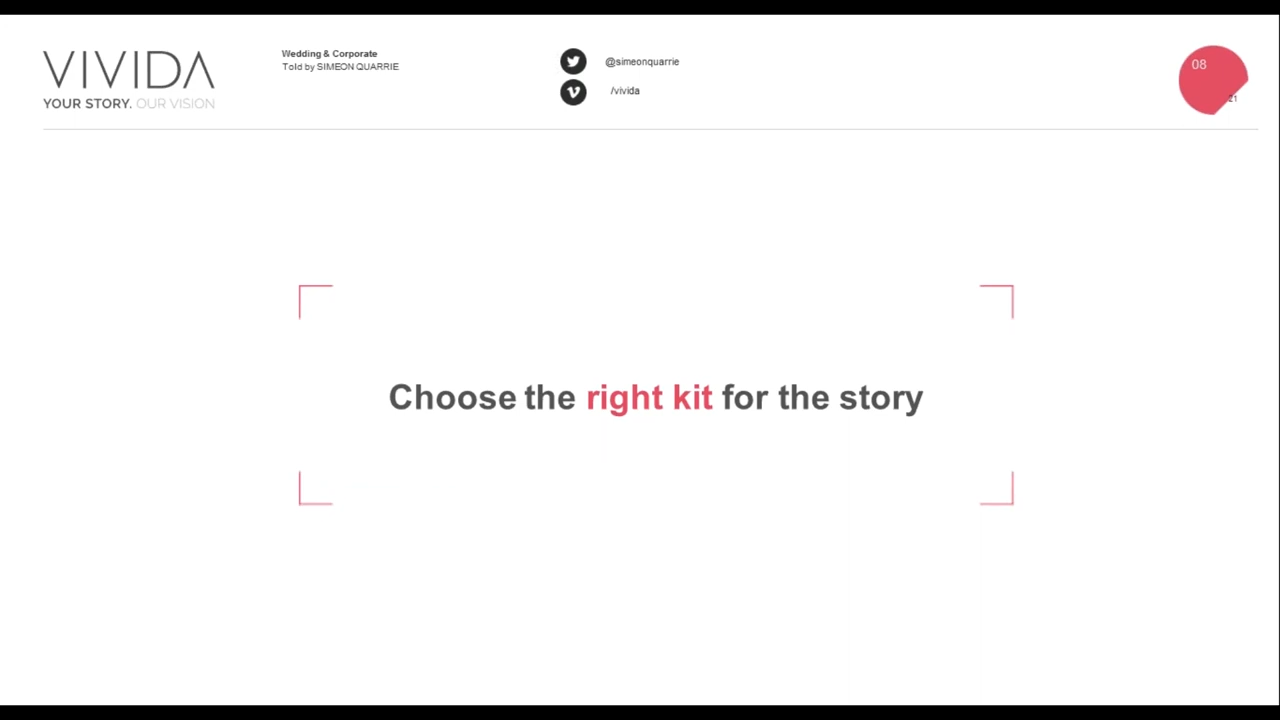 VIVIDA
YOUR STORY. OUR VISION
Wedding & Corporate
Told by SIMEON QUARRIE
@simeonquarrie
/vivida
08
21
Choose the right kit for the story